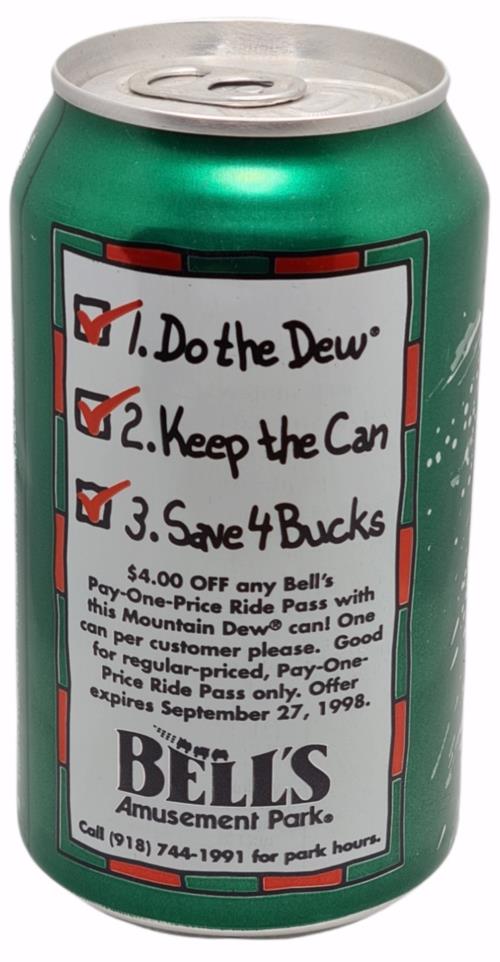 1. Do the Dew®
2. Keep the Can
3. Save 4 Bucks
$4.00 OFF any Bell's
Pay-One-Price Ride Pass with
this Mountain Dew® can! One
can per customer please. Good
for regular-priced, Pay-One-
Price Ride Pass only. Offer
expires September 27, 1998.
BELL'S
Amusement Park®
Call (918) 744-1991 for park hours.